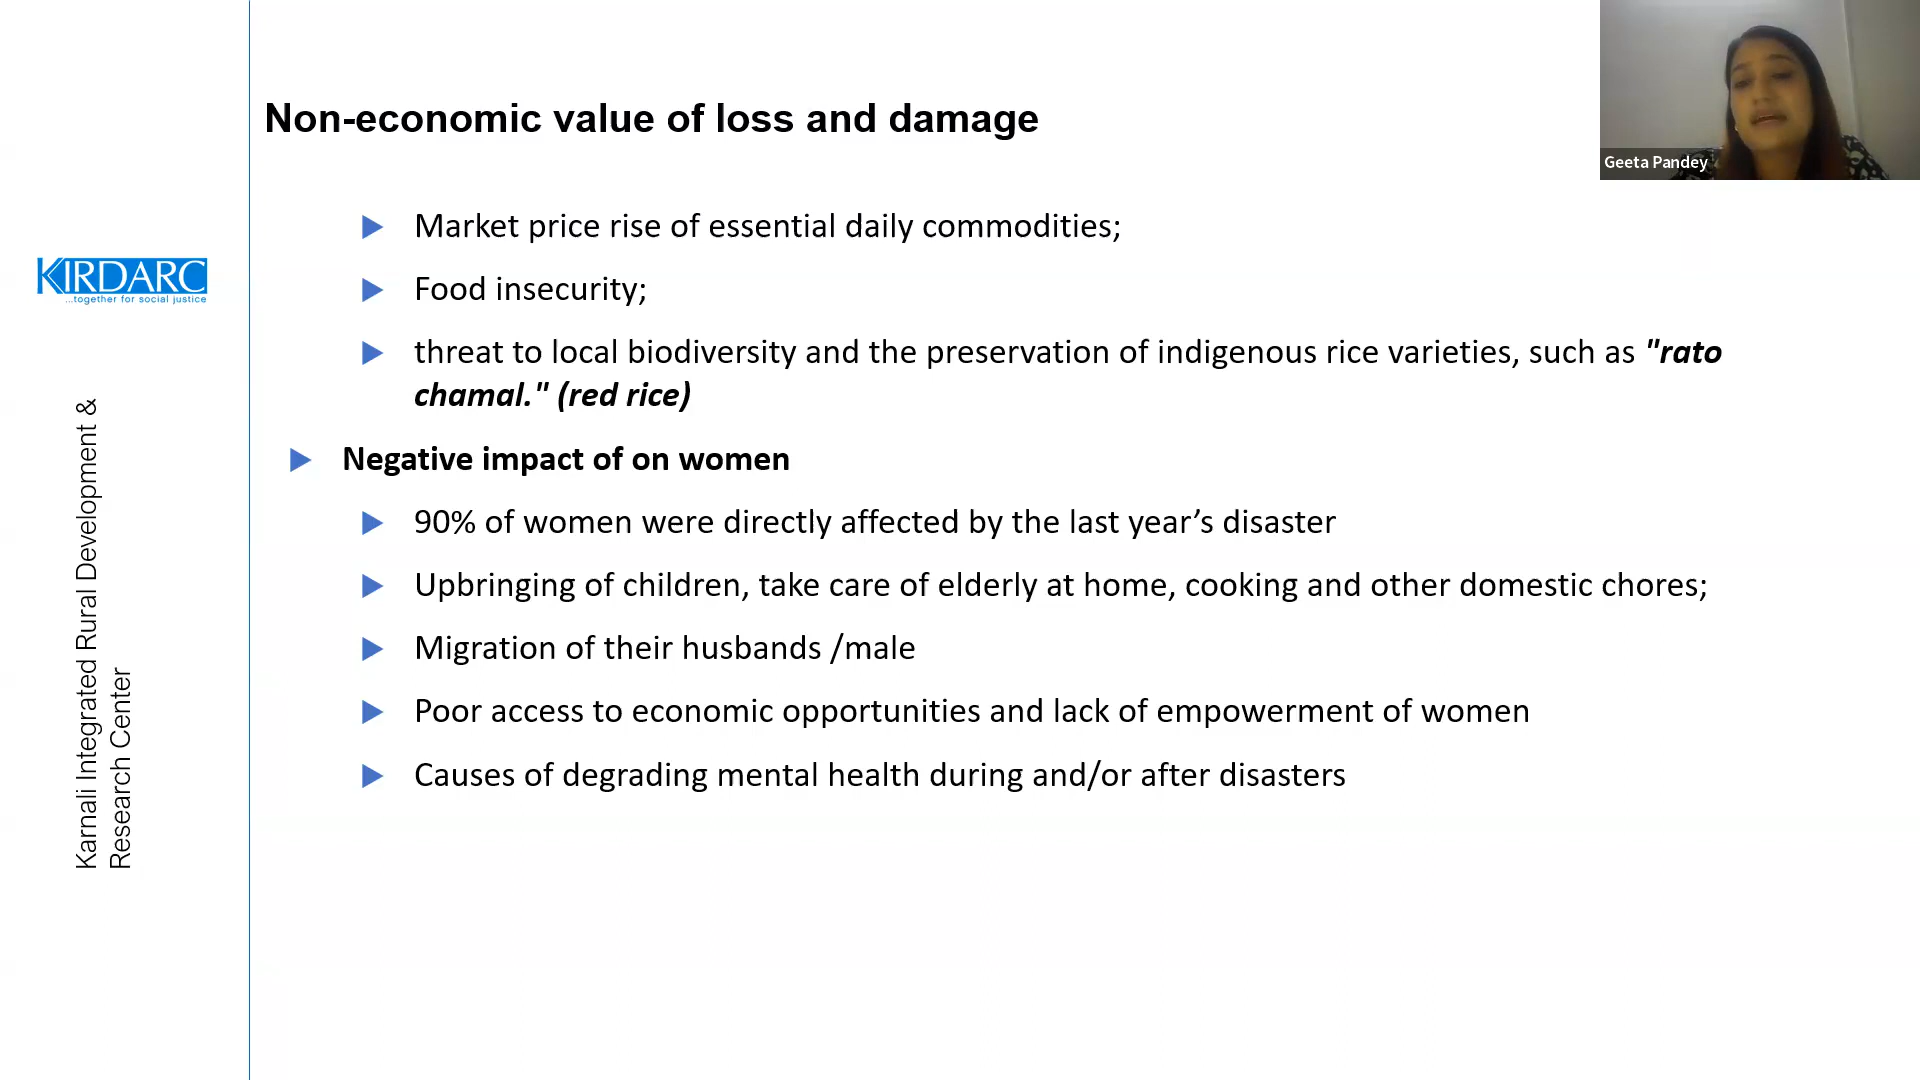 Non-economic value of loss and damage
Geeta Pandey
Market price rise of essential daily commodities;
Food insecurity;
threat to local biodiversity and the preservation of indigenous rice varieties, such as "rato
chamal." (red rice)
Negative impact of on women
90% of women were directly affected by the last year’s disaster
Upbringing of children, take care of elderly at home, cooking and other domestic chores;
Migration of their husbands /male
Poor access to economic opportunities and lack of empowerment of women
Causes of degrading mental health during and/or after disasters
KIRDARC
...together for social justice
Karnali Integrated Rural Development &
Research Center